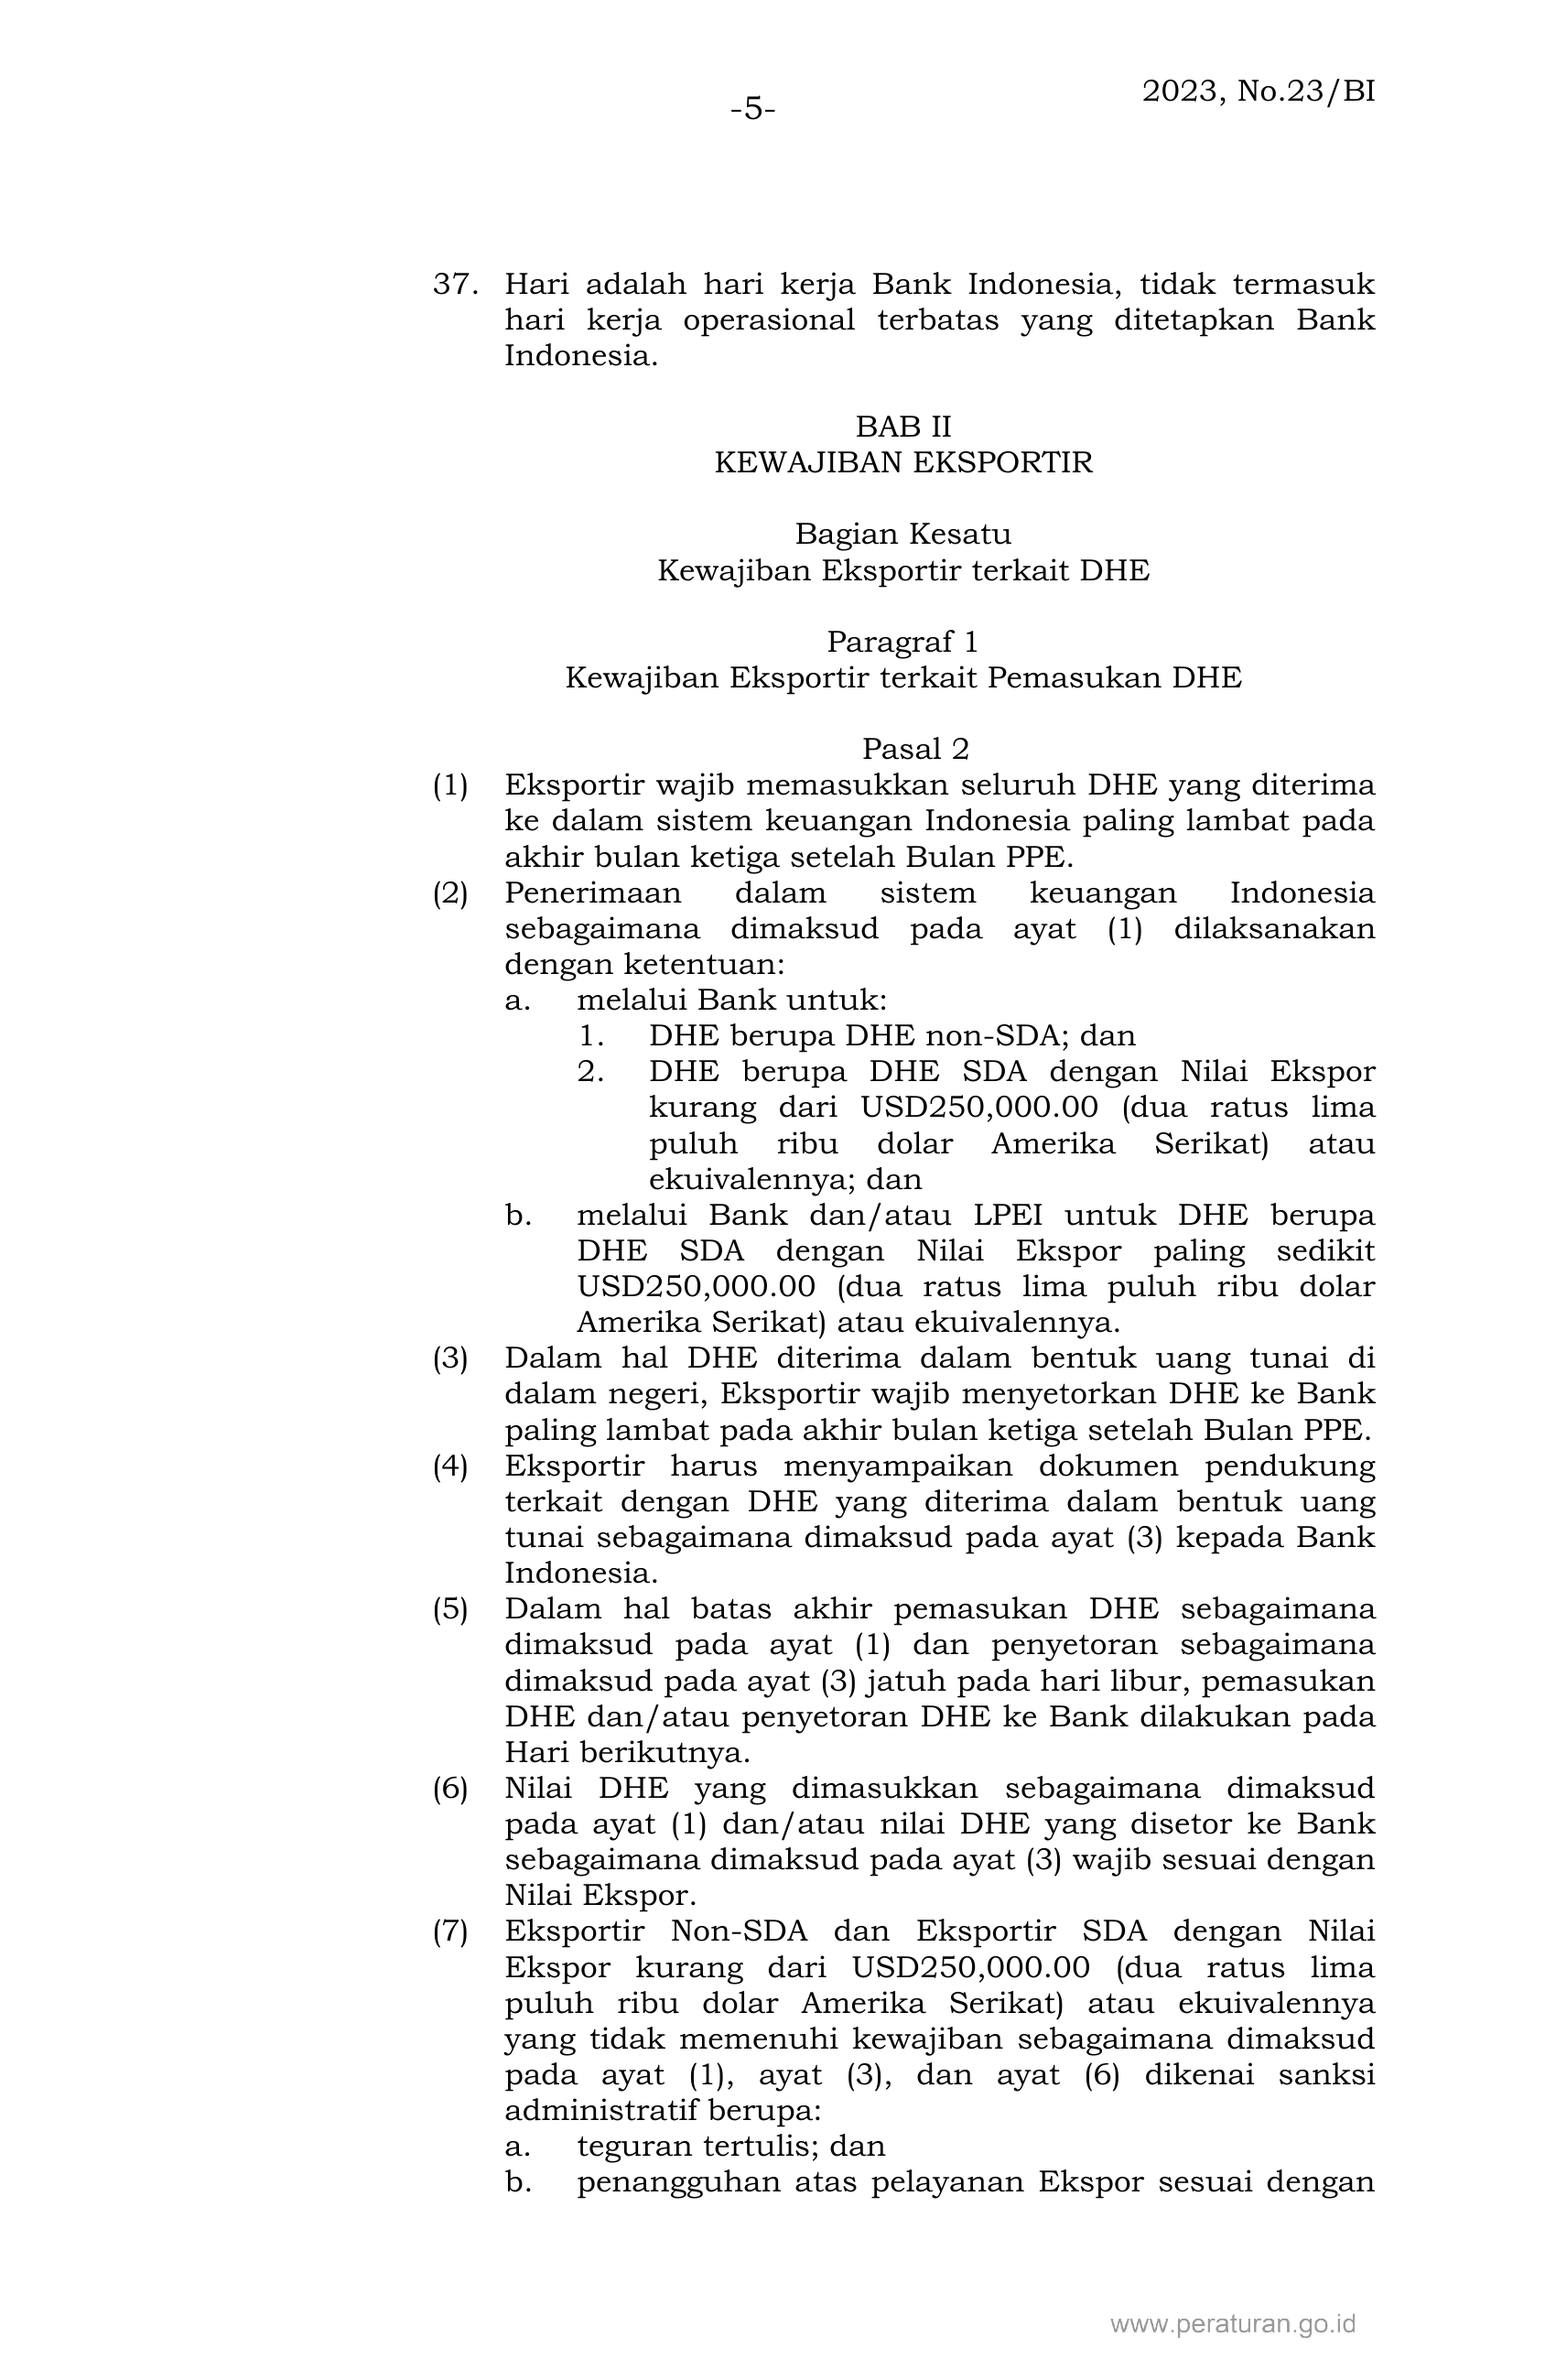 2023, No.23/BI
-5-
37. Hari adalah hari kerja Bank Indonesia, tidak termasuk
hari kerja operasional terbatas yang ditetapkan Bank
Indonesia.
BAB II
KEWAJIBAN EKSPORTIR
Bagian Kesatu
Kewajiban Eksportir terkait DHE
Paragraf 1
Kewajiban Eksportir terkait Pemasukan DHE
Pasal 2
(1) Eksportir wajib memasukkan seluruh DHE yang diterima
ke dalam sistem keuangan Indonesia paling lambat pada
akhir bulan ketiga setelah Bulan PPE.
(2) Penerimaan dalam sistem keuangan Indonesia
sebagaimana dimaksud pada ayat (1) dilaksanakan
dengan ketentuan:
a. melalui Bank untuk:
1. DHE berupa DHE non-SDA; dan
2. DHE berupa DHE SDA dengan Nilai Ekspor
kurang dari USD250,000.00 (dua ratus lima
puluh ribu dolar Amerika Serikat) atau
ekuivalennya; dan
b. melalui Bank dan/atau LPEI untuk DHE berupa
DHE SDA dengan Nilai Ekspor paling sedikit
USD250,000.00 (dua ratus lima puluh ribu dolar
Amerika Serikat) atau ekuivalennya.
(3) Dalam hal DHE diterima dalam bentuk uang tunai di
dalam negeri, Eksportir wajib menyetorkan DHE ke Bank
paling lambat pada akhir bulan ketiga setelah Bulan PPE.
(4) Eksportir harus menyampaikan dokumen pendukung
terkait dengan DHE yang diterima dalam bentuk uang
tunai sebagaimana dimaksud pada ayat (3) kepada Bank
Indonesia.
(5) Dalam hal batas akhir pemasukan DHE sebagaimana
dimaksud pada ayat (1) dan penyetoran sebagaimana
dimaksud pada ayat (3) jatuh pada hari libur, pemasukan
DHE dan/atau penyetoran DHE ke Bank dilakukan pada
Hari berikutnya.
(6) Nilai DHE yang dimasukkan sebagaimana dimaksud
pada ayat (1) dan/atau nilai DHE yang disetor ke Bank
sebagaimana dimaksud pada ayat (3) wajib sesuai dengan
Nilai Ekspor.
(7) Eksportir Non-SDA dan Eksportir SDA dengan Nilai
Ekspor kurang dari USD250,000.00 (dua ratus lima
puluh ribu dolar Amerika Serikat) atau ekuivalennya
yang tidak memenuhi kewajiban sebagaimana dimaksud
pada ayat (1), ayat (3), dan ayat (6) dikenai sanksi
administratif berupa:
a. teguran tertulis; dan
b. penangguhan atas pelayanan Ekspor sesuai dengan
www.peraturan.go.id